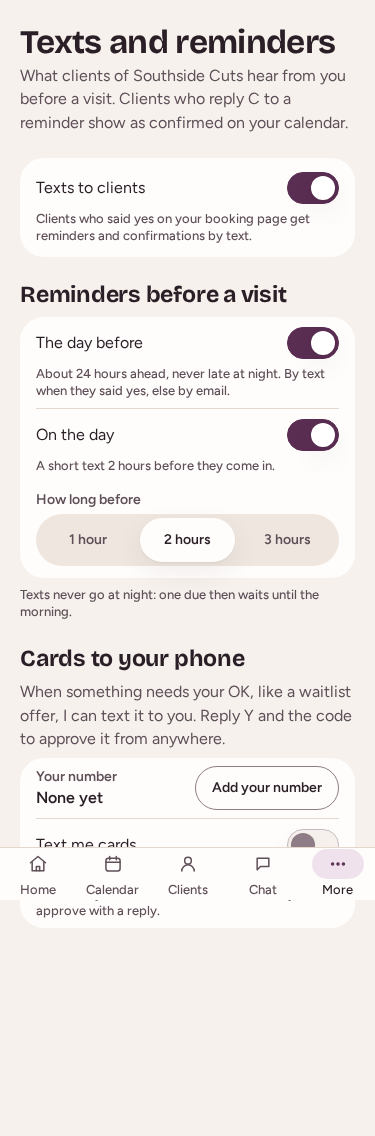 Texts and reminders
What clients of Southside Cuts hear from you
before a visit. Clients who reply C to a
reminder show as confirmed on your calendar.
Texts to clients
Clients who said yes on your booking page get
reminders and confirmations by text.
Reminders before a visit
The day before
About 24 hours ahead, never late at night. By text
when they said yes, else by email.
On the day
A short text 2 hours before they come in.
How long before
1 hour
2 hours
3 hours
Texts never go at night: one due then waits until the
morning.
Cards to your phone
When something needs your OK, like a waitlist
offer, I can text it to you. Reply Y and the code
to approve it from anywhere.
Your number
None yet
Add your number
Text me cards
Home
Calendar
Clients
Chat
More
approve with a reply.